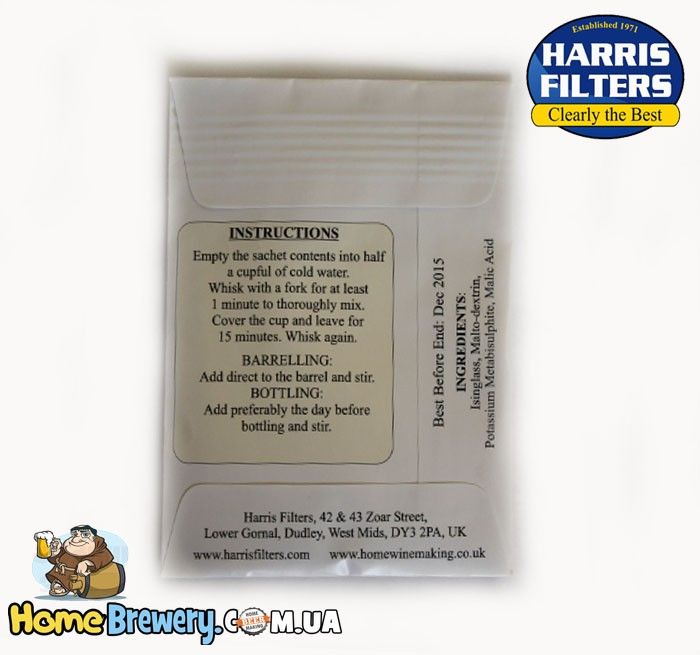 Established 1971
HARRIS
FILTERS
Clearly the Best
INSTRUCTIONS
Empty the sachet contents into half
a cupful of cold water.
Whisk with a fork for at least
1 minute to thoroughly mix.
Cover the cup and leave for
15 minutes. Whisk again.
BARRELLING:
Add direct to the barrel and stir.
BOTTLING:
Add preferably the day before
bottling and stir.
Best Before End: Dec 2015
INGREDIENTS:
Isinglass, Malto-dextrin,
Potassium Metabisulphite, Malic Acid
Harris Filters, 42 & 43 Zoar Street,
Lower Gornal, Dudley, West Mids, DY3 2PA, UK
www.harrisfilters.com www.homewinemaking.co.uk
HomeBrewery.COM.UA
HOME
BEER
MAKING